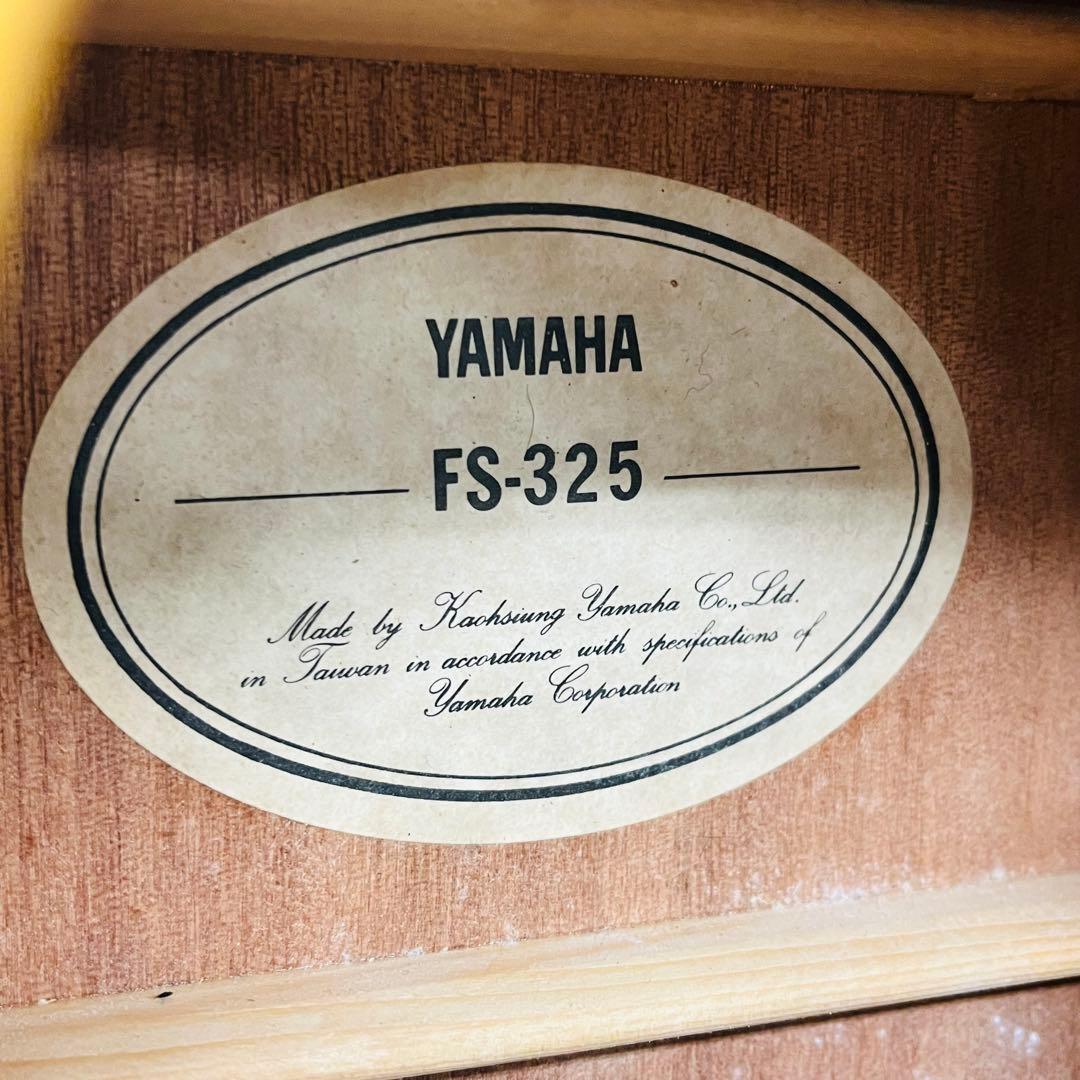 YAMAHA
FS-325
Made by Kaohsiung Yamaha Co., Ltd.
in Taiwan in accordance with specifications of
Yamaha Corporation